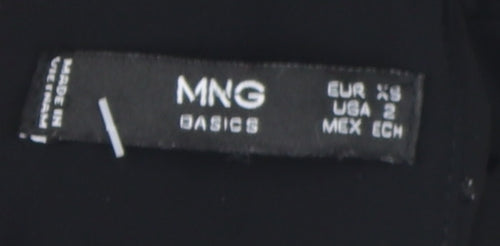 MADE IN
VIETNAM
MNG
BASICS
EUR XS
USA 2
MEX ECH